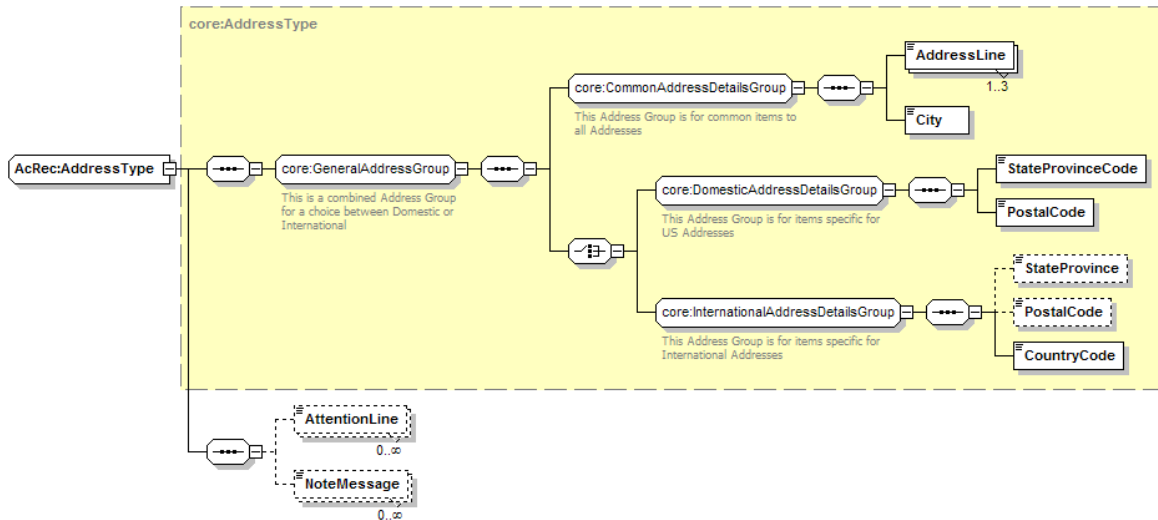 core:AddressType
AddressLine
1..3
core:CommonAddressDetailsGroup
This Address Group is for common items to
all Addresses
City
AcRec:AddressType
core:GeneralAddressGroup
This is a combined Address Group
for a choice between Domestic or
International
StateProvinceCode
core:DomesticAddressDetailsGroup
This Address Group is for items specific for
US Addresses
PostalCode
StateProvince
core:InternationalAddressDetailsGroup
This Address Group is for items specific for
International Addresses
PostalCode
CountryCode
AttentionLine
0..∞
NoteMessage
0..∞